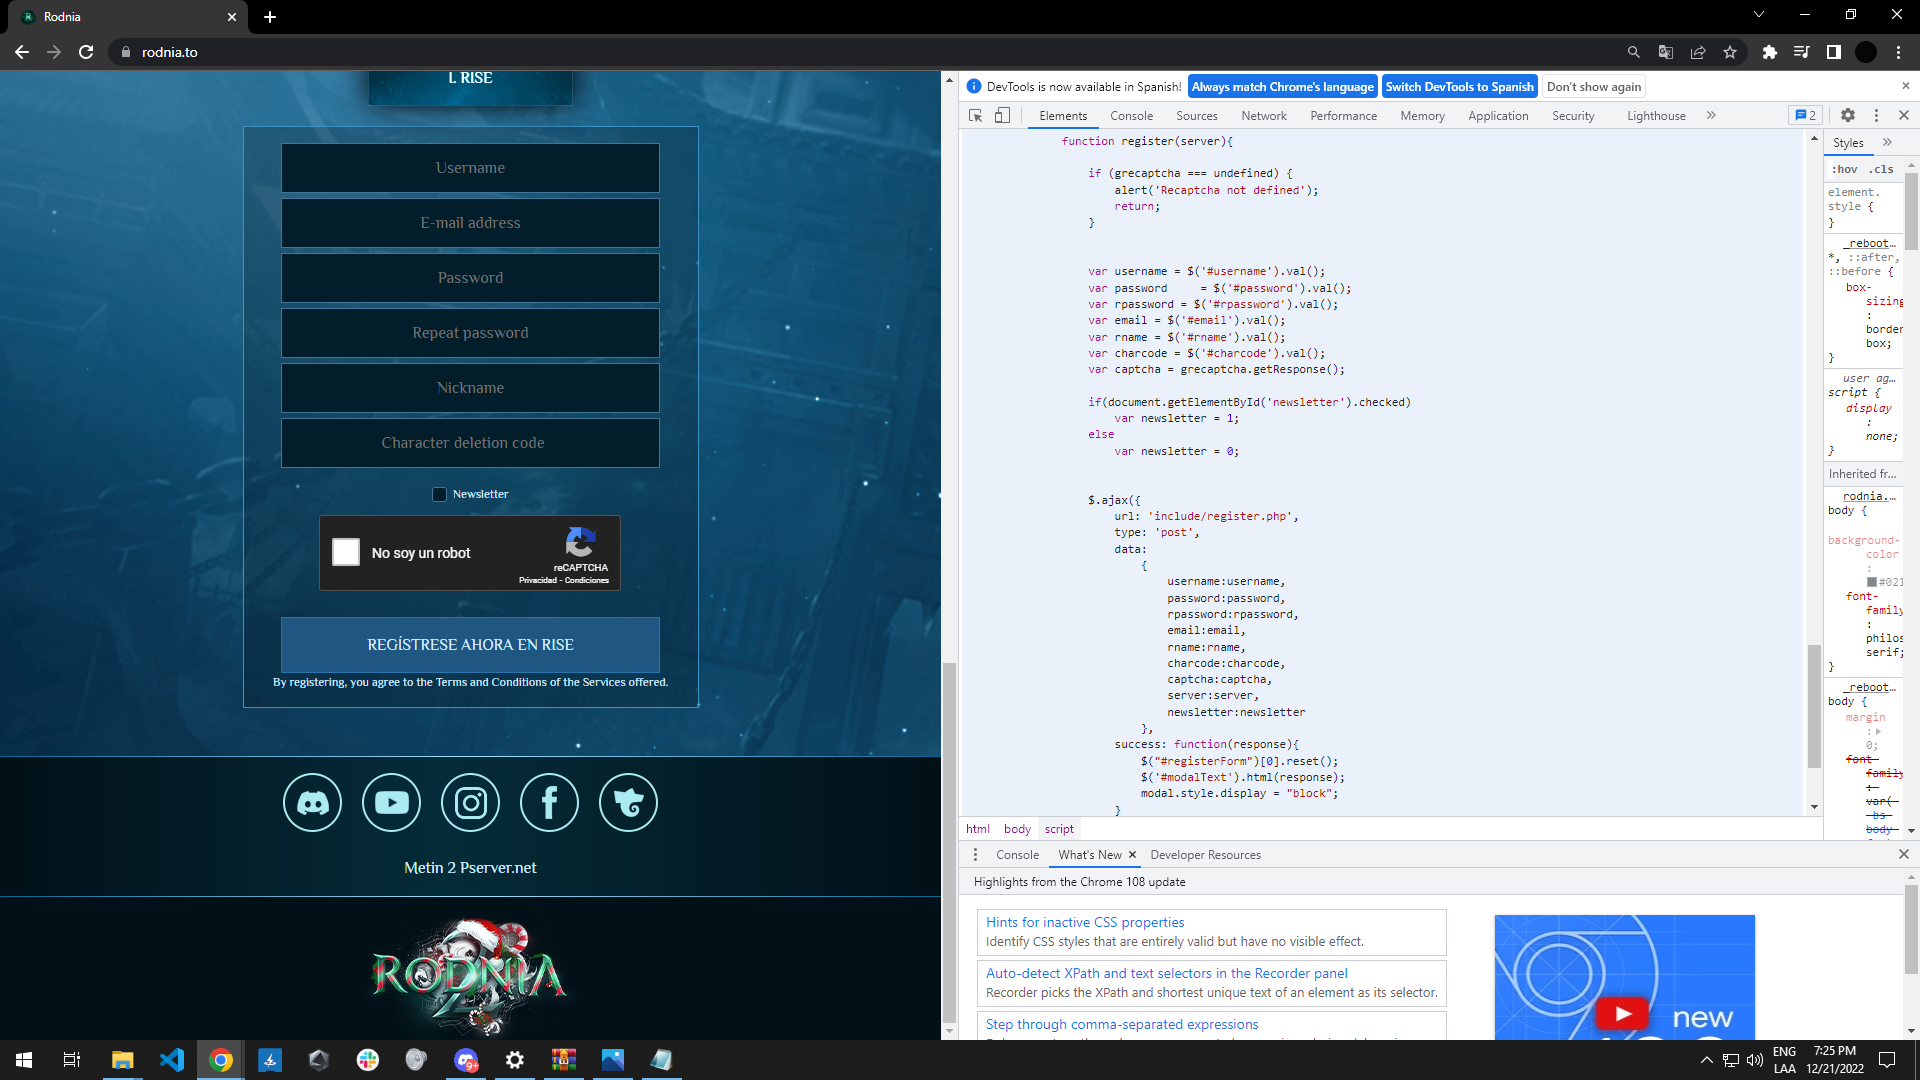 Rodnia
rodnia.to
I. RISE
Username
E-mail address
Password
Repeat password
Nickname
Character deletion code
Newsletter
No soy un robot
reCAPTCHA
Privacidad - Condiciones
REGÍSTRESE AHORA EN RISE
By registering, you agree to the Terms and Conditions of the Services offered.
Metin 2 Pserver.net
RODNIA
DevTools is now available in Spanish! Always match Chrome's language Switch DevTools to Spanish Don't show again
Elements Console Sources Network Performance Memory Application Security Lighthouse 2
function register(server){
if (grecaptcha === undefined) {
alert('Recaptcha not defined');
return;
}
var username = $('#username').val();
var password = $('#password').val();
var rpassword = $('#rpassword').val();
var email = $('#email').val();
var rname = $('#rname').val();
var charcode = $('#charcode').val();
var captcha = grecaptcha.getResponse();
if(document.getElementById('newsletter').checked)
var newsletter = 1;
else
var newsletter = 0;
$.ajax({
url: 'include/register.php',
type: 'post',
data:
{
username:username,
password:password,
rpassword:rpassword,
email:email,
rname:rname,
charcode:charcode,
captcha:captcha,
server:server,
newsletter:newsletter
},
success: function(response){
$("#registerForm")[0].reset();
$('#modalText').html(response);
modal.style.display = "block";
}
html body script
Styles
:hov .cls
element.
style {
}
_reboot…
*, ::after,
::before {
box-
sizing
:
border
box;
}
user ag…
script {
display
:
none;
}
Inherited fr…
rodnia.…
body {
background-
color
:
#021
font-
family
:
philos
serif;
}
_reboot…
body {
margin
:
0;
font-
family
:
var(
bs-
body
Console What's New Developer Resources
Highlights from the Chrome 108 update
Hints for inactive CSS properties
Identify CSS styles that are entirely valid but have no visible effect.
Auto-detect XPath and text selectors in the Recorder panel
Recorder picks the XPath and shortest unique text of an element as its selector.
Step through comma-separated expressions
new
9+
ENG
LAA
7:25 PM
12/21/2022